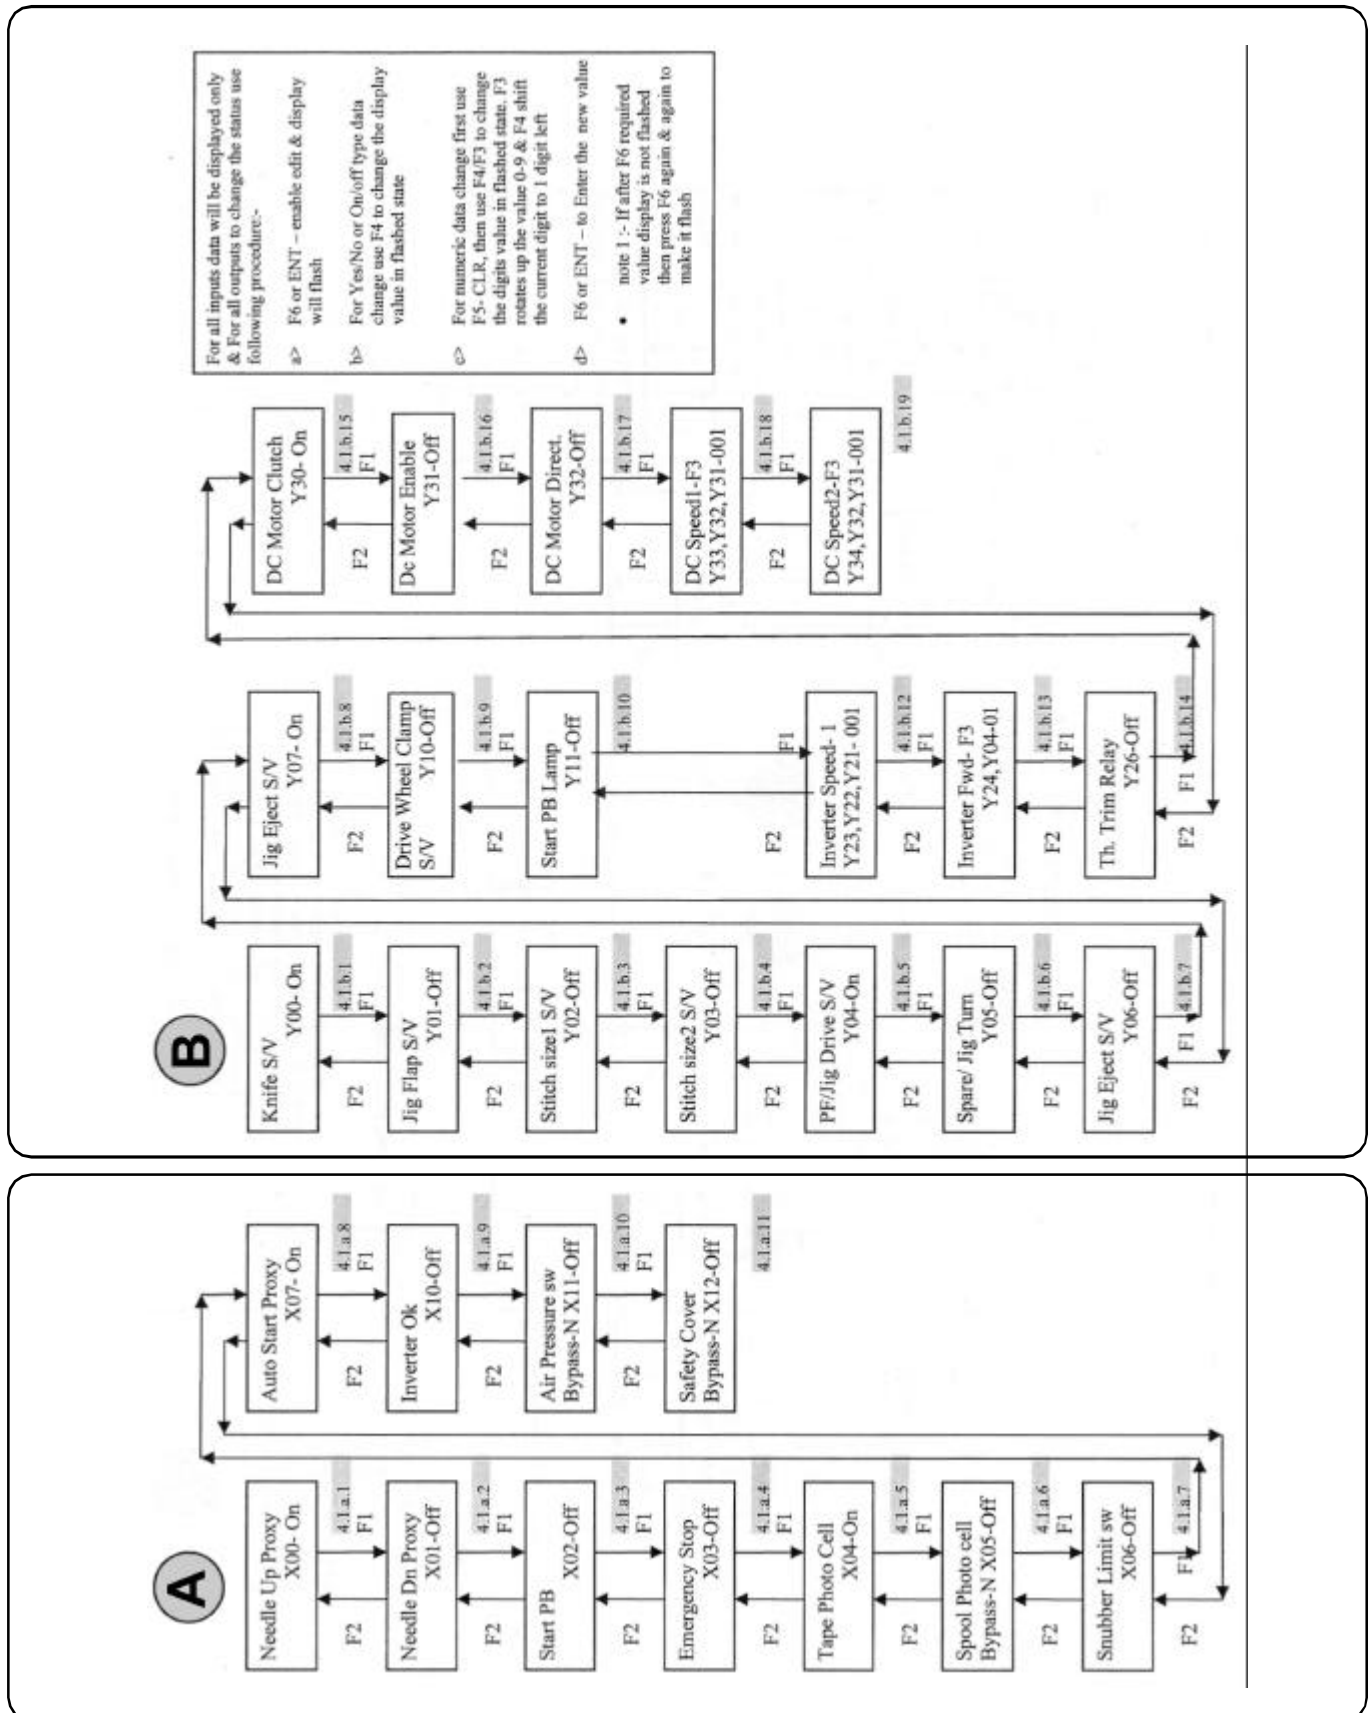 A
Needle Up Proxy
X00- On
4.1.a.1
F2
F1
Needle Dn Proxy
X01-Off
4.1.a.2
F2
F1
Start PB
X02-Off
4.1.a.3
F2
F1
Emergency Stop
X03-Off
4.1.a.4
F2
F1
Tape Photo Cell
X04-On
4.1.a.5
F2
F1
Spool Photo cell
Bypass-N X05-Off
4.1.a.6
F2
F1
Snubber Limit sw
X06-Off
4.1.a.7
F2
F1
Auto Start Proxy
X07- On
4.1.a.8
F2
F1
Inverter Ok
X10-Off
4.1.a.9
F2
F1
Air Pressure sw
Bypass-N X11-Off
4.1.a.10
F2
F1
Safety Cover
Bypass-N X12-Off
4.1.a.11
B
Knife S/V
Y00- On
4.1.b.1
F2
F1
Jig Flap S/V
Y01-Off
4.1.b.2
F2
F1
Stitch size1 S/V
Y02-Off
4.1.b.3
F2
F1
Stitch size2 S/V
Y03-Off
4.1.b.4
F2
F1
PF/Jig Drive S/V
Y04-On
4.1.b.5
F2
F1
Spare/ Jig Turn
Y05-Off
4.1.b.6
F2
F1
Jig Eject S/V
Y06-Off
4.1.b.7
F2
F1
Jig Eject S/V
Y07- On
4.1.b.8
F2
F1
Drive Wheel Clamp
S/V Y10-Off
4.1.b.9
F2
F1
Start PB Lamp
Y11-Off
4.1.b.10
F2
F1
Inverter Speed- 1
Y23,Y22,Y21- 001
4.1.b.12
F2
F1
Inverter Fwd- F3
Y24,Y04-01
4.1.b.13
F2
F1
Th. Trim Relay
Y26-Off
4.1.b.14
F2
F1
DC Motor Clutch
Y30- On
4.1.b.15
F2
F1
Dc Motor Enable
Y31-Off
4.1.b.16
F2
F1
DC Motor Direct.
Y32-Off
4.1.b.17
F2
F1
DC Speed1-F3
Y33,Y32,Y31-001
4.1.b.18
F2
F1
DC Speed2-F3
Y34,Y32,Y31-001
4.1.b.19
For all inputs data will be displayed only
& For all outputs to change the status use
following procedure:-
a> F6 or ENT – enable edit & display
will flash
b> For Yes/No or On/off type data
change use F4 to change the display
value in flashed state
c> For numeric data change first use
F5- CLR, then use F4/F3 to change
the digits value in flashed state. F3
rotates up the value 0-9 & F4 shift
the current digit to 1 digit left
d> F6 or ENT – to Enter the new value
• note 1 :- If after F6 required
value display is not flashed
then press F6 again & again to
make it flash